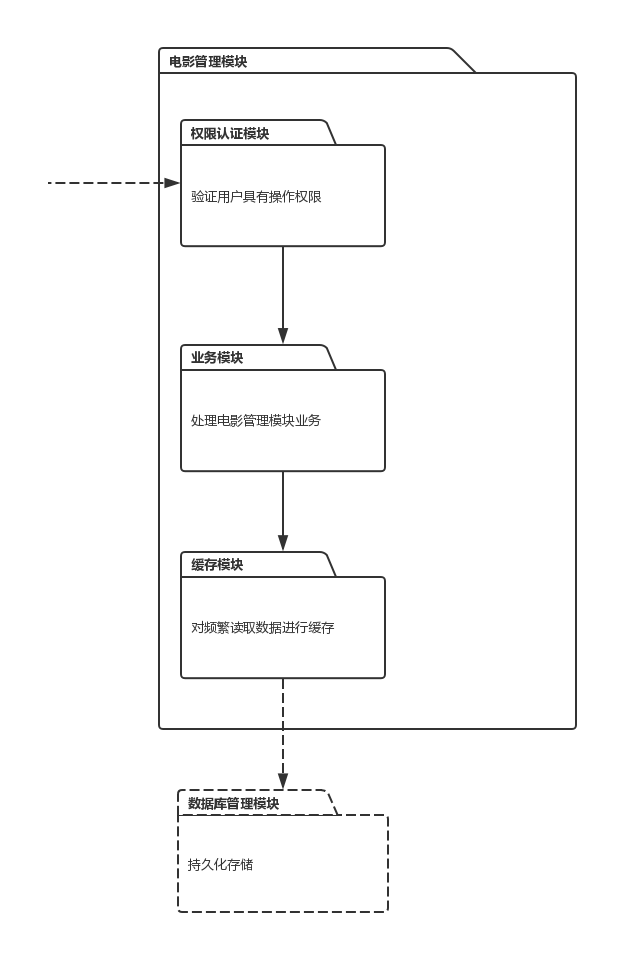 电影管理模块
权限认证模块
验证用户具有操作权限
业务模块
处理电影管理模块业务
缓存模块
对频繁读取数据进行缓存
数据库管理模块
持久化存储